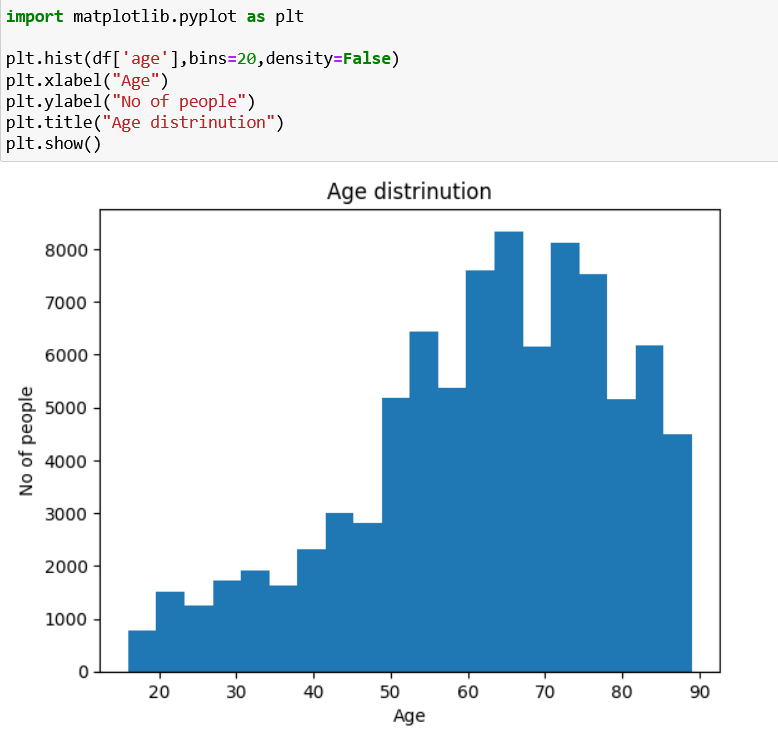 import matplotlib.pyplot as plt
plt.hist(df['age'],bins=20,density=False)
plt.xlabel("Age")
plt.ylabel("No of people")
plt.title("Age distrinution")
plt.show()
Age distrinution
No of people
8000
7000
6000
5000
4000
3000
2000
1000
0
20 30 40 50 60 70 80 90
Age